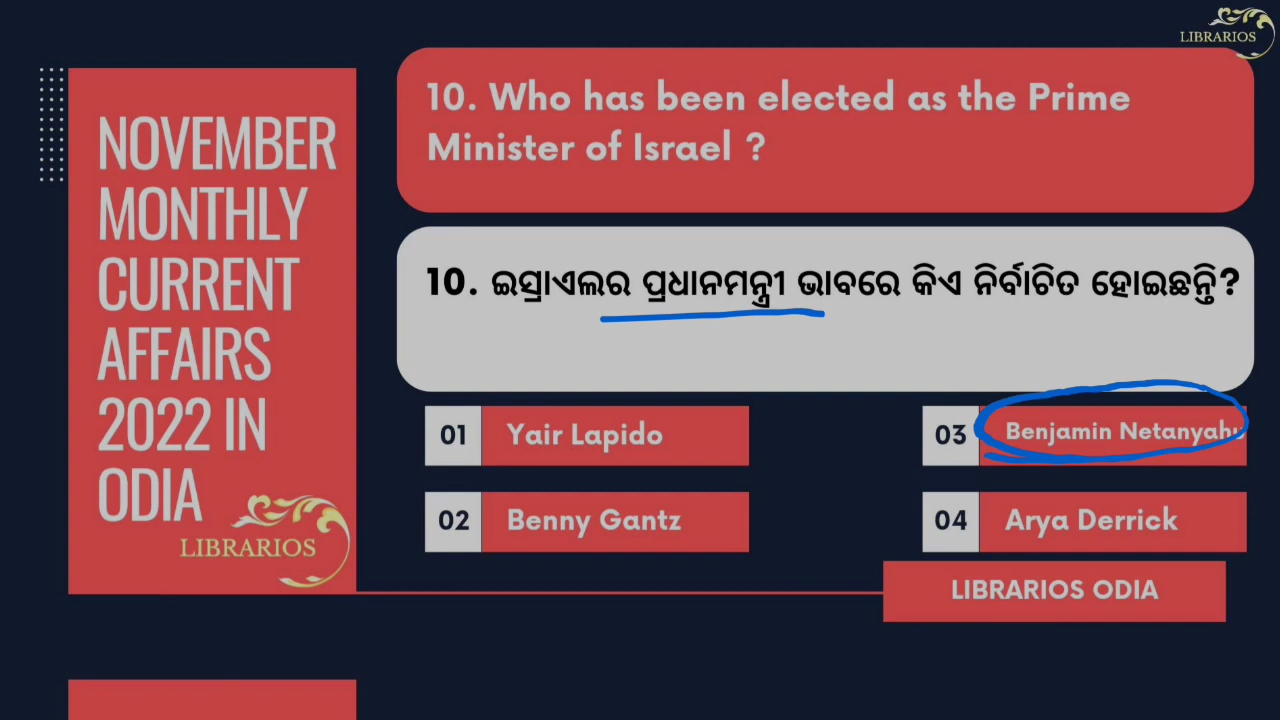 LIBRARIOS
NOVEMBER
MONTHLY
CURRENT
AFFAIRS
2022 IN
ODIA
LIBRARIOS
10. Who has been elected as the Prime
Minister of Israel ?
10. ଇସ୍ରାଏଲର ପ୍ରଧାନମନ୍ତ୍ରୀ ଭାବରେ କିଏ ନିର୍ବାଚିତ ହୋଇଛନ୍ତି?
01 Yair Lapido
02 Benny Gantz
03 Benjamin Netanyahu
04 Arya Derrick
LIBRARIOS ODIA